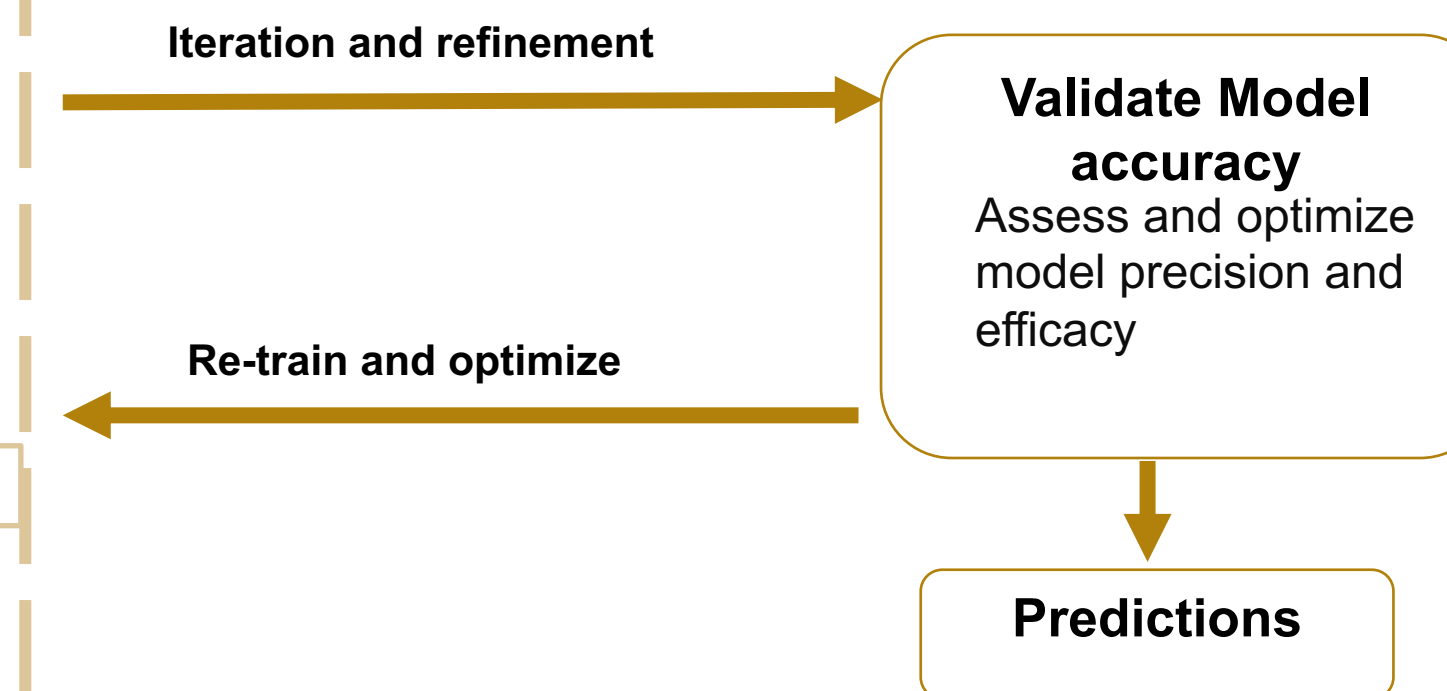 Iteration and refinement
Validate Model
accuracy
Assess and optimize
model precision and
efficacy
Re-train and optimize
Predictions